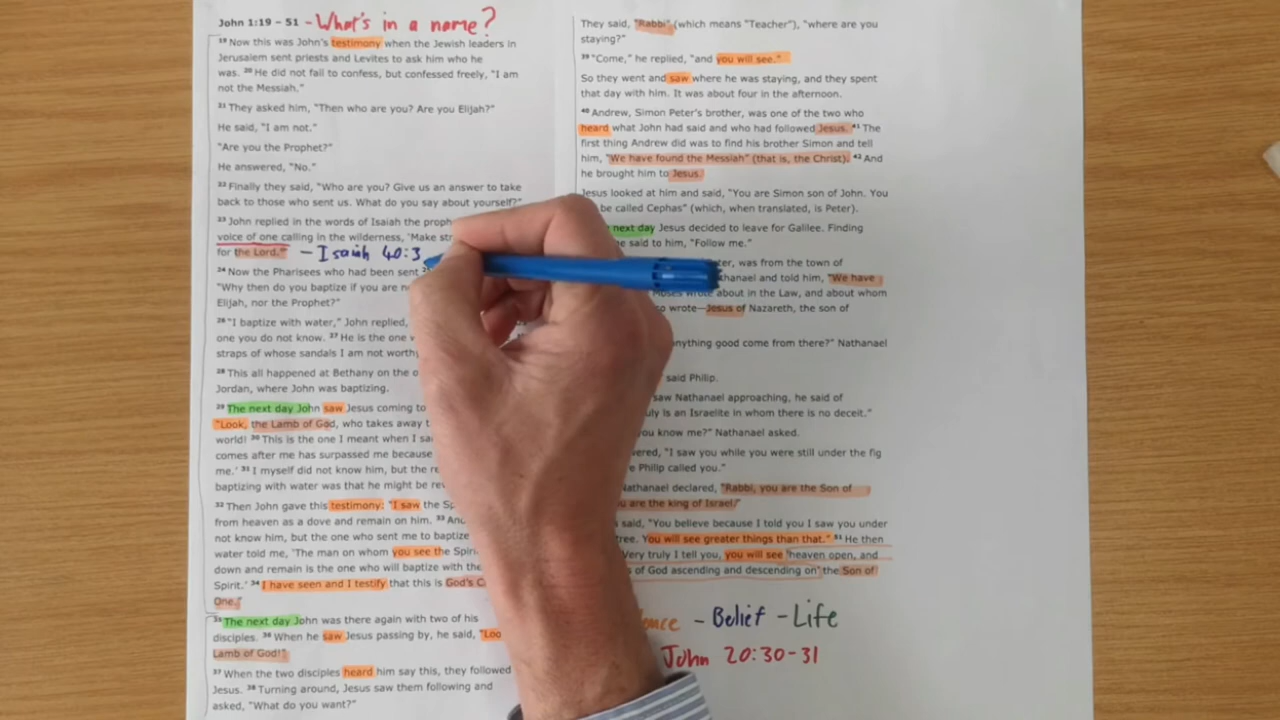 John 1:19 – 51 - What's in a name?
19 Now this was John's testimony when the Jewish leaders in
Jerusalem sent priests and Levites to ask him who he
was. 20 He did not fail to confess, but confessed freely, "I am
not the Messiah."
21 They asked him, "Then who are you? Are you Elijah?"
He said, "I am not."
"Are you the Prophet?"
He answered, "No."
22 Finally they said, "Who are you? Give us an answer to take
back to those who sent us. What do you say about yourself?"
23 John replied in the words of Isaiah the
voice of one calling in the wilderness, 'Make
for the Lord.'" - Isaiah 40:3
24 Now the Pharisees who had been sent
"Why then do you baptize if you are
Elijah, nor the Prophet?"
26 "I baptize with water," John replied,
one you do not know. 27 He is the one
straps of whose sandals I am not worthy
28 This all happened at Bethany on the
Jordan, where John was baptizing.
29 The next day John saw Jesus coming to
"Look, the Lamb of God, who takes away
world! 30 This is the one I meant when I
comes after me has surpassed me because
me.' 31 I myself did not know him, but the
baptizing with water was that he might be
32 Then John gave this testimony: "I saw the
from heaven as a dove and remain on him. 33
not know him, but the one who sent me to baptize
water told me, 'The man on whom you see the
down and remain is the one who will baptize with the
Spirit.' 34 I have seen and I testify that this is God's
One."
35 The next day John was there again with two of his
disciples. 36 When he saw Jesus passing by, he said,
Lamb of God!"
37 When the two disciples heard him say this, they followed
Jesus. 38 Turning around, Jesus saw them following and
asked, "What do you want?"
They said, "Rabbi" (which means "Teacher"), "where are you
staying?"
39 "Come," he replied, "and you will see."
So they went and saw where he was staying, and they spent
that day with him. It was about four in the afternoon.
40 Andrew, Simon Peter's brother, was one of the two who
heard what John had said and who had followed Jesus. 41 The
first thing Andrew did was to find his brother Simon and tell
him, "We have found the Messiah" (that is, the Christ). 42 And
he brought him to Jesus.
Jesus looked at him and said, "You are Simon son of John. You
be called Cephas" (which, when translated, is Peter).
next day Jesus decided to leave for Galilee. Finding
he said to him, "Follow me."
was from the town of
and told him, "We have
Moses wrote about in the Law, and about whom
wrote—Jesus of Nazareth, the son of
good come from there?" Nathanael
said Philip.
saw Nathanael approaching, he said of
is an Israelite in whom there is no deceit."
you know me?" Nathanael asked.
"I saw you while you were still under the fig
Philip called you."
Nathanael declared, "Rabbi, you are the Son of
are the king of Israel."
said, "You believe because I told you I saw you under
tree. You will see greater things than that." 51 He then
"Very truly I tell you, you will see 'heaven open, and
of God ascending and descending on' the Son of
- Belief - Life
John 20:30-31